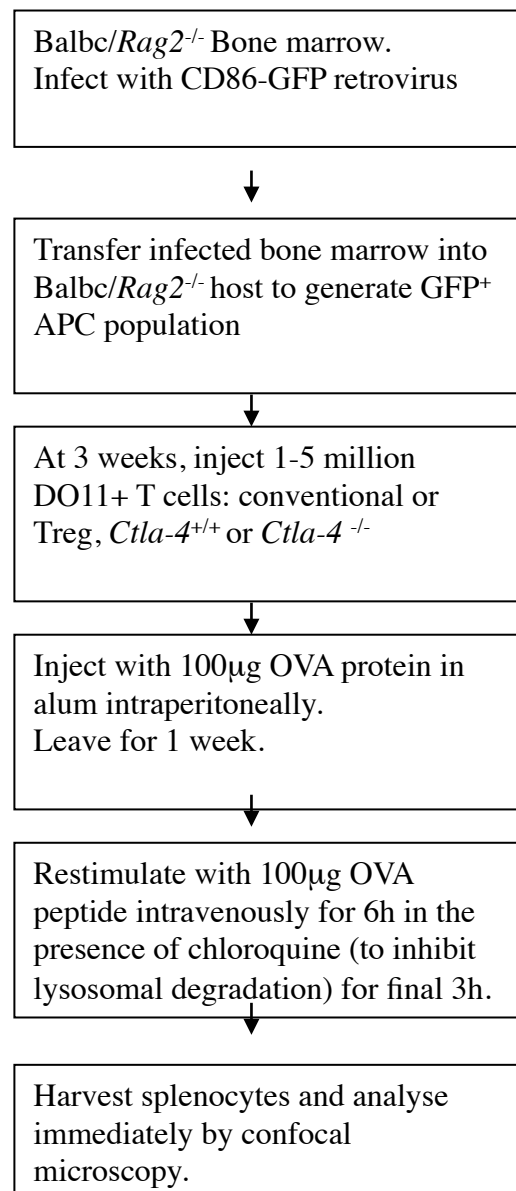 Balbc/Rag2-/- Bone marrow.
Infect with CD86-GFP retrovirus
Transfer infected bone marrow into
Balbc/Rag2-/- host to generate GFP+
APC population
At 3 weeks, inject 1-5 million
DO11+ T cells: conventional or
Treg, Ctla-4+/+ or Ctla-4 -/-
Inject with 100μg OVA protein in
alum intraperitoneally.
Leave for 1 week.
Restimulate with 100μg OVA
peptide intravenously for 6h in the
presence of chloroquine (to inhibit
lysosomal degradation) for final 3h.
Harvest splenocytes and analyse
immediately by confocal
microscopy.